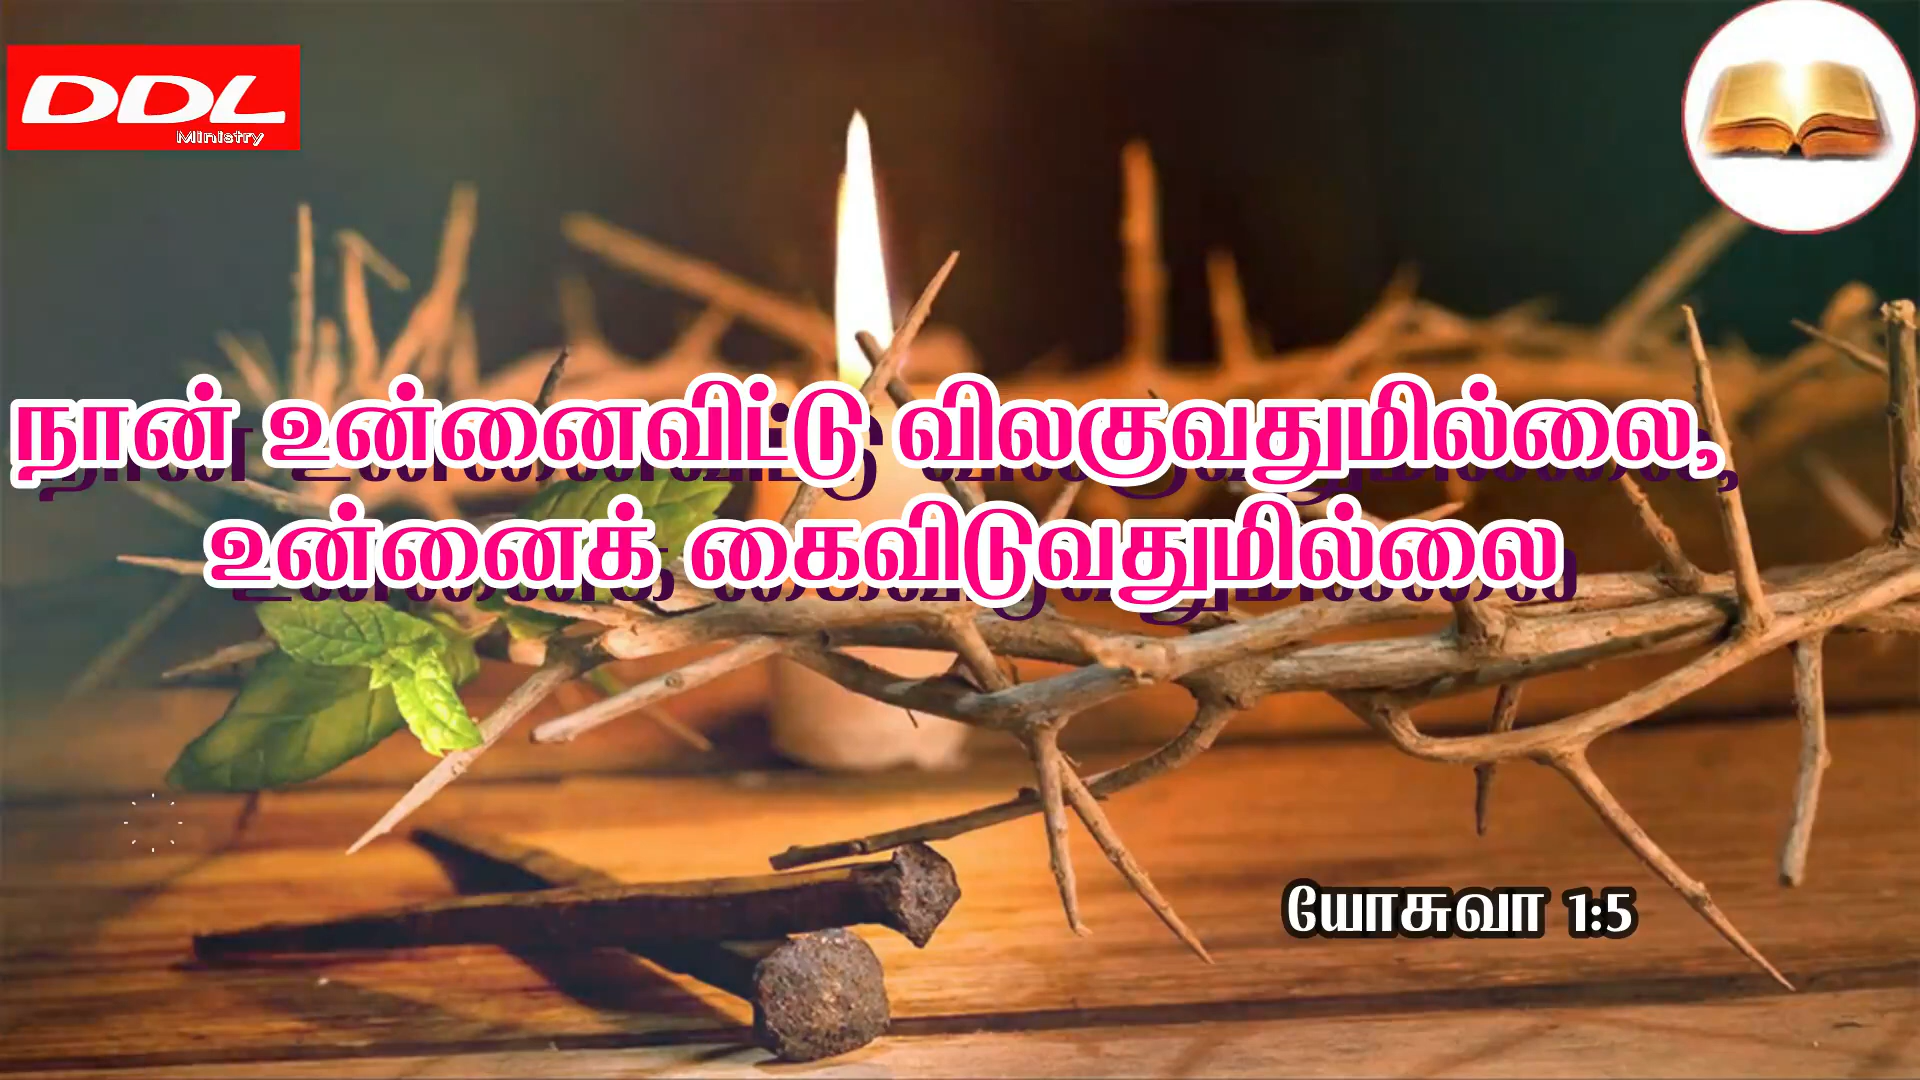 DDL
Ministry
நான் உன்னைவிட்டு விலகுவதுமில்லை,
உன்னைக் கைவிடுவதுமில்லை
யோசுவா 1:5